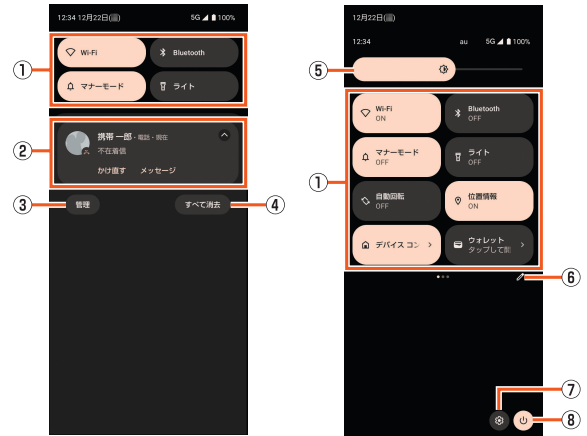 12:34 12月22日(㊊)
5G 100%
Wi-Fi
Bluetooth
マナーモード
ライト
①
携帯 一郎・電話・現在
不在着信
かけ直す メッセージ
②
管理
③
すべて消去
④
12月22日(㊊)
12:34
au 5G 100%
⑤
Wi-Fi
ON
Bluetooth
OFF
マナーモード
OFF
ライト
OFF
自動回転
OFF
位置情報
ON
デバイス コン
ウォレット
タップして
①
⑥
⑦
⑧